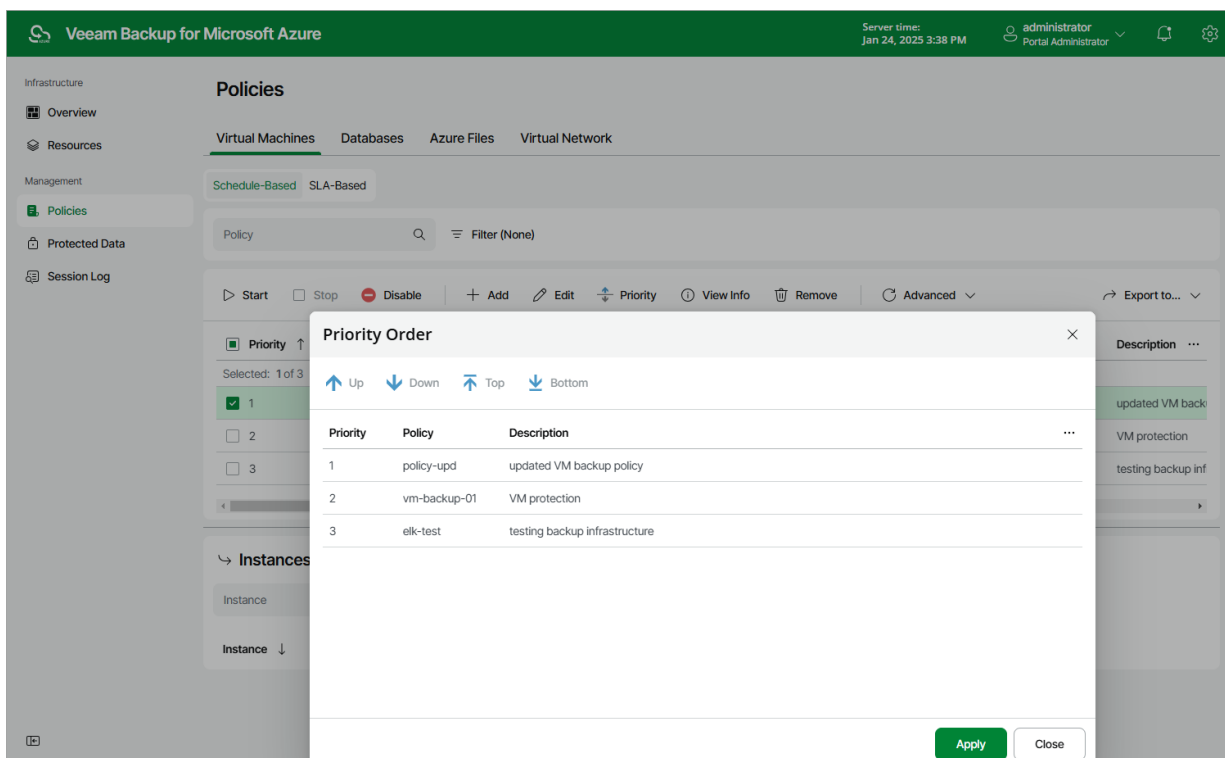 Veeam Backup for Microsoft Azure
Server time:
Jan 24, 2025 3:38 PM
administrator
Portal Administrator
Infrastructure
Overview
Resources
Management
Policies
Protected Data
Session Log
Policies
Virtual Machines Databases Azure Files Virtual Network
Schedule-Based SLA-Based
Policy Filter (None)
Start Stop Disable Add Edit Priority View Info Remove Advanced Export to...
Priority Description ...
Selected: 1 of 3
1 updated VM back
2 VM protection
3 testing backup inf
Instances
Instance
Instance
Priority Order
Up Down Top Bottom
Priority Policy Description ...
1 policy-upd updated VM backup policy
2 vm-backup-01 VM protection
3 elk-test testing backup infrastructure
Apply Close